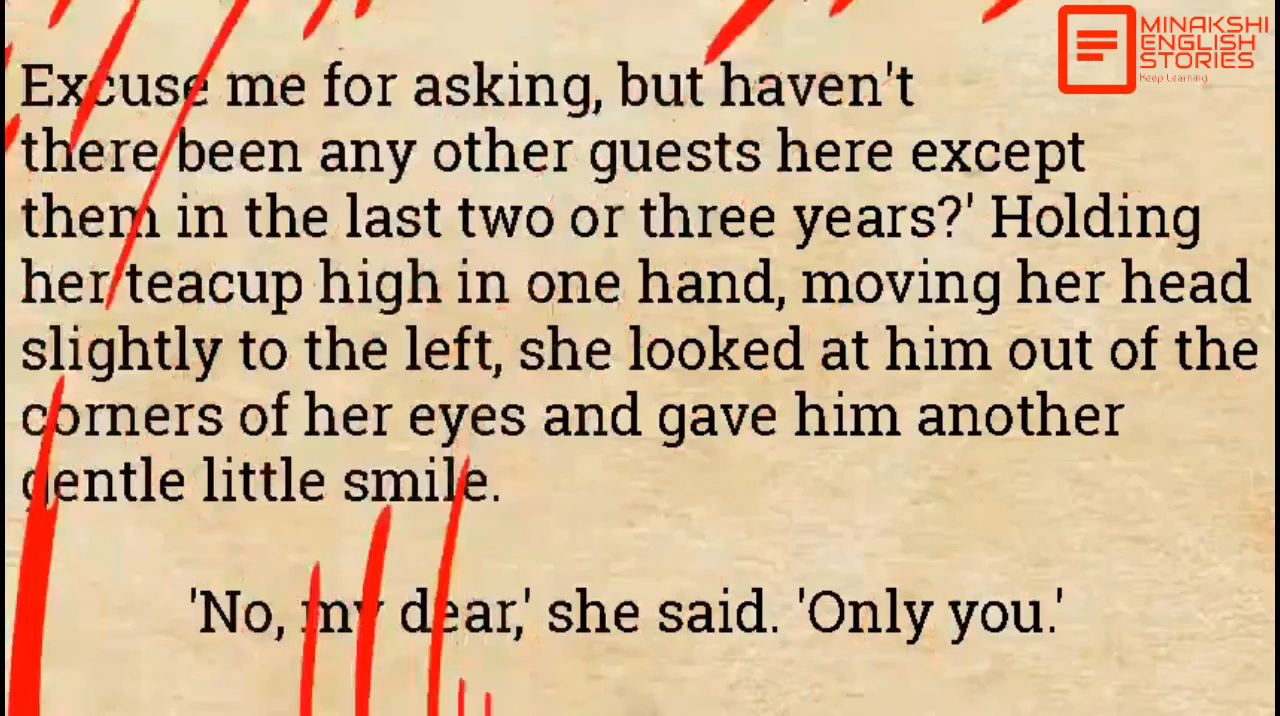 MINAKSHI
ENGLISH
STORIES
Keep Learning
Excuse me for asking, but haven't
there been any other guests here except
them in the last two or three years?' Holding
her teacup high in one hand, moving her head
slightly to the left, she looked at him out of the
corners of her eyes and gave him another
gentle little smile.
'No, my dear,' she said. 'Only you.'